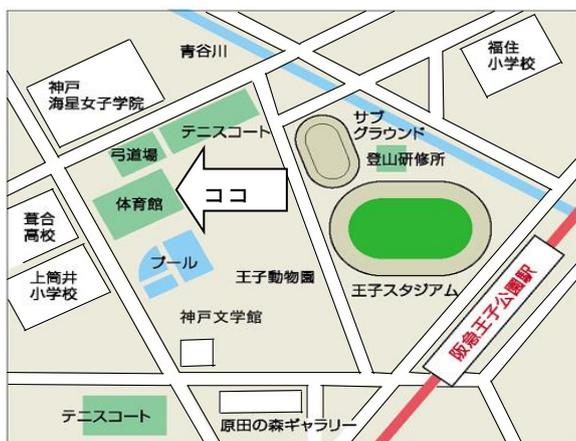 青谷川
福住
小学校
神戸
海星女子学院
テニスコート
サブ
グラウンド
弓道場
登山研修所
体育館
ココ
葺合
高校
プール
上筒井
小学校
王子動物園
王子スタジアム
阪急王子公園駅
神戸文学館
テニスコート
原田の森ギャラリー